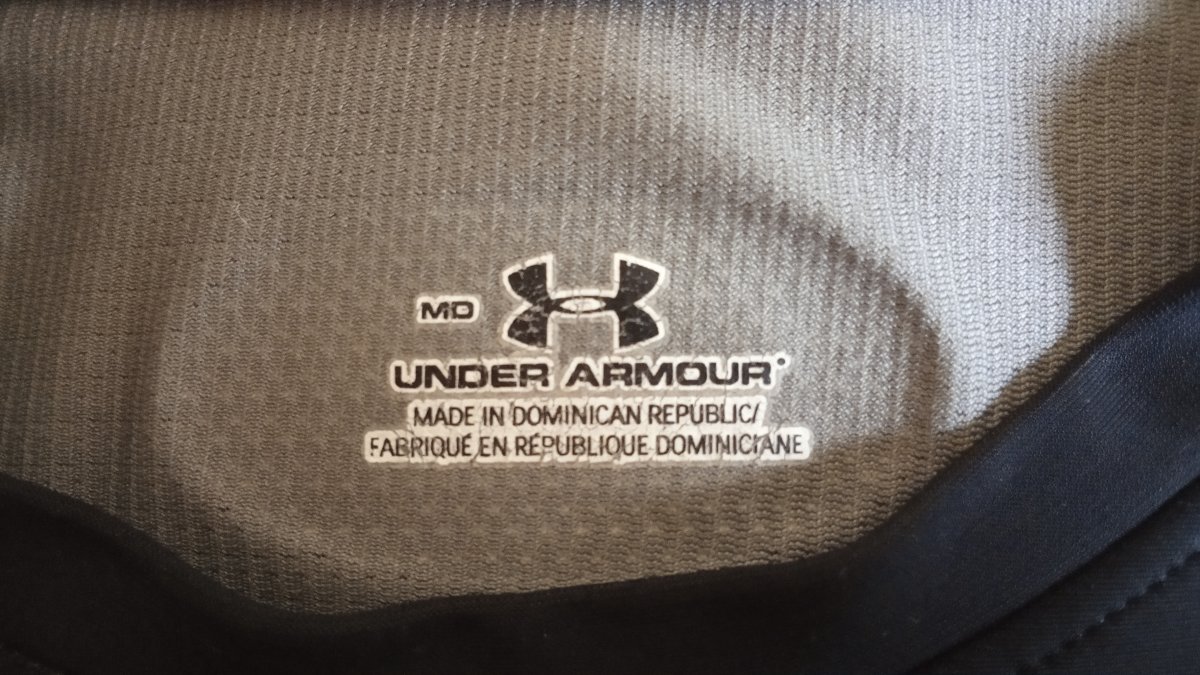 MD
UNDER ARMOUR
MADE IN DOMINICAN REPUBLIC/
FABRIQUÉ EN RÉPUBLIQUE DOMINICIANE